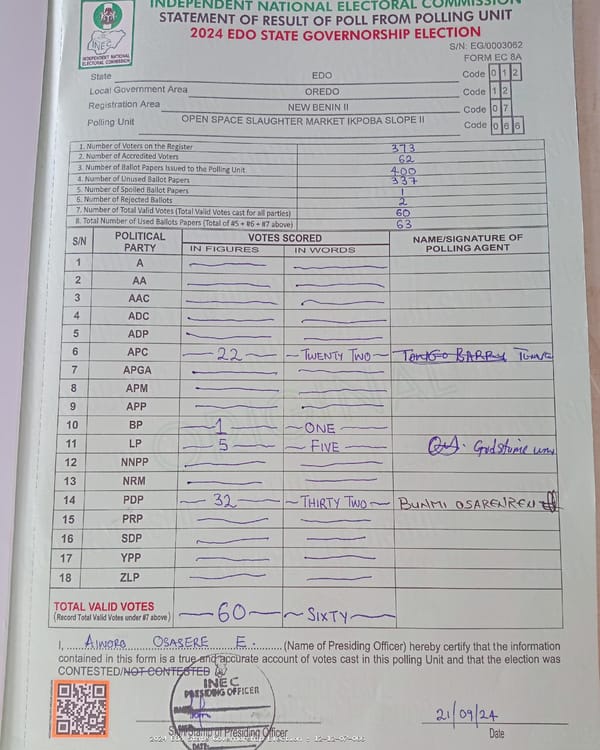 INDEPENDENT NATIONAL ELECTORAL COMMISSION
STATEMENT OF RESULT OF POLL FROM POLLING UNIT
2024 EDO STATE GOVERNORSHIP ELECTION
INEC
INDEPENDENT NATIONAL ELECTORAL COMMISSION
S/N: EG/0003062
FORM EC 8A
State EDO Code 0 1 2
Local Government Area OREDO Code 1 2
Registration Area NEW BENIN II Code 0 7
Polling Unit OPEN SPACE SLAUGHTER MARKET IKPOBA SLOPE II Code 0 6 6
1. Number of Voters on the Register 373
2. Number of Accredited Voters 62
3. Number of Ballot Papers Issued to the Polling Unit 400
4. Number of Unused Ballot Papers 337
5. Number of Spoiled Ballot Papers 1
6. Number of Rejected Ballots 2
7. Number of Total Valid Votes (Total Valid Votes cast for all parties) 60
8. Total Number of Used Ballots Papers (Total of #5 + #6 + #7 above) 63
S/N POLITICAL PARTY VOTES SCORED NAME/SIGNATURE OF POLLING AGENT
IN FIGURES IN WORDS
1 A
2 AA
3 AAC
4 ADC
5 ADP
6 APC 22 TWENTY TWO BARRY
7 APGA
8 APM
9 APP
10 BP 1 ONE
11 LP 5 FIVE
12 NNPP
13 NRM
14 PDP 32 THIRTY TWO BUNMI OSARENREN
15 PRP
16 SDP
17 YPP
18 ZLP
TOTAL VALID VOTES 60 SIXTY
(Record Total Valid Votes under #7 above)
I, AIWORO OSASERE E. (Name of Presiding Officer) hereby certify that the information
contained in this form is a true and accurate account of votes cast in this polling Unit and that the election was
CONTESTED/NOT CONTESTED
INEC
PRESIDING OFFICER
Stamp of Presiding Officer
DATE:
21/09/24
Date